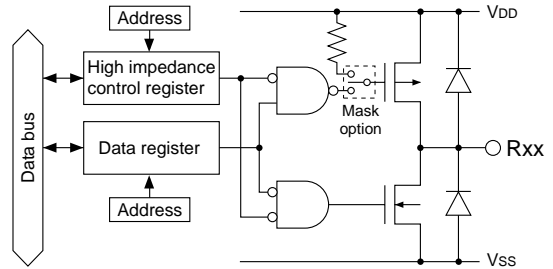 Address
VDD
High impedance
control register
Mask
option
Data bus
Data register
Rxx
Address
VSS